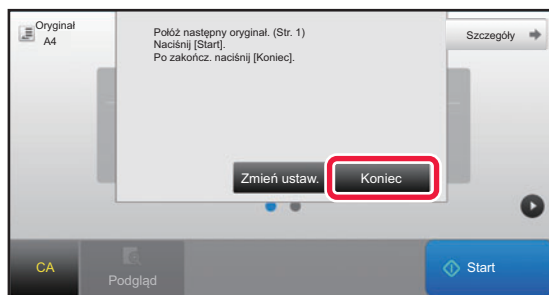 Oryginał
A4
Położ następny oryginał. (Str. 1)
Naciśnij [Start].
Po zakończ. naciśnij [Koniec].
Szczegóły
Zmień ustaw.
Koniec
CA
Podgląd
Start